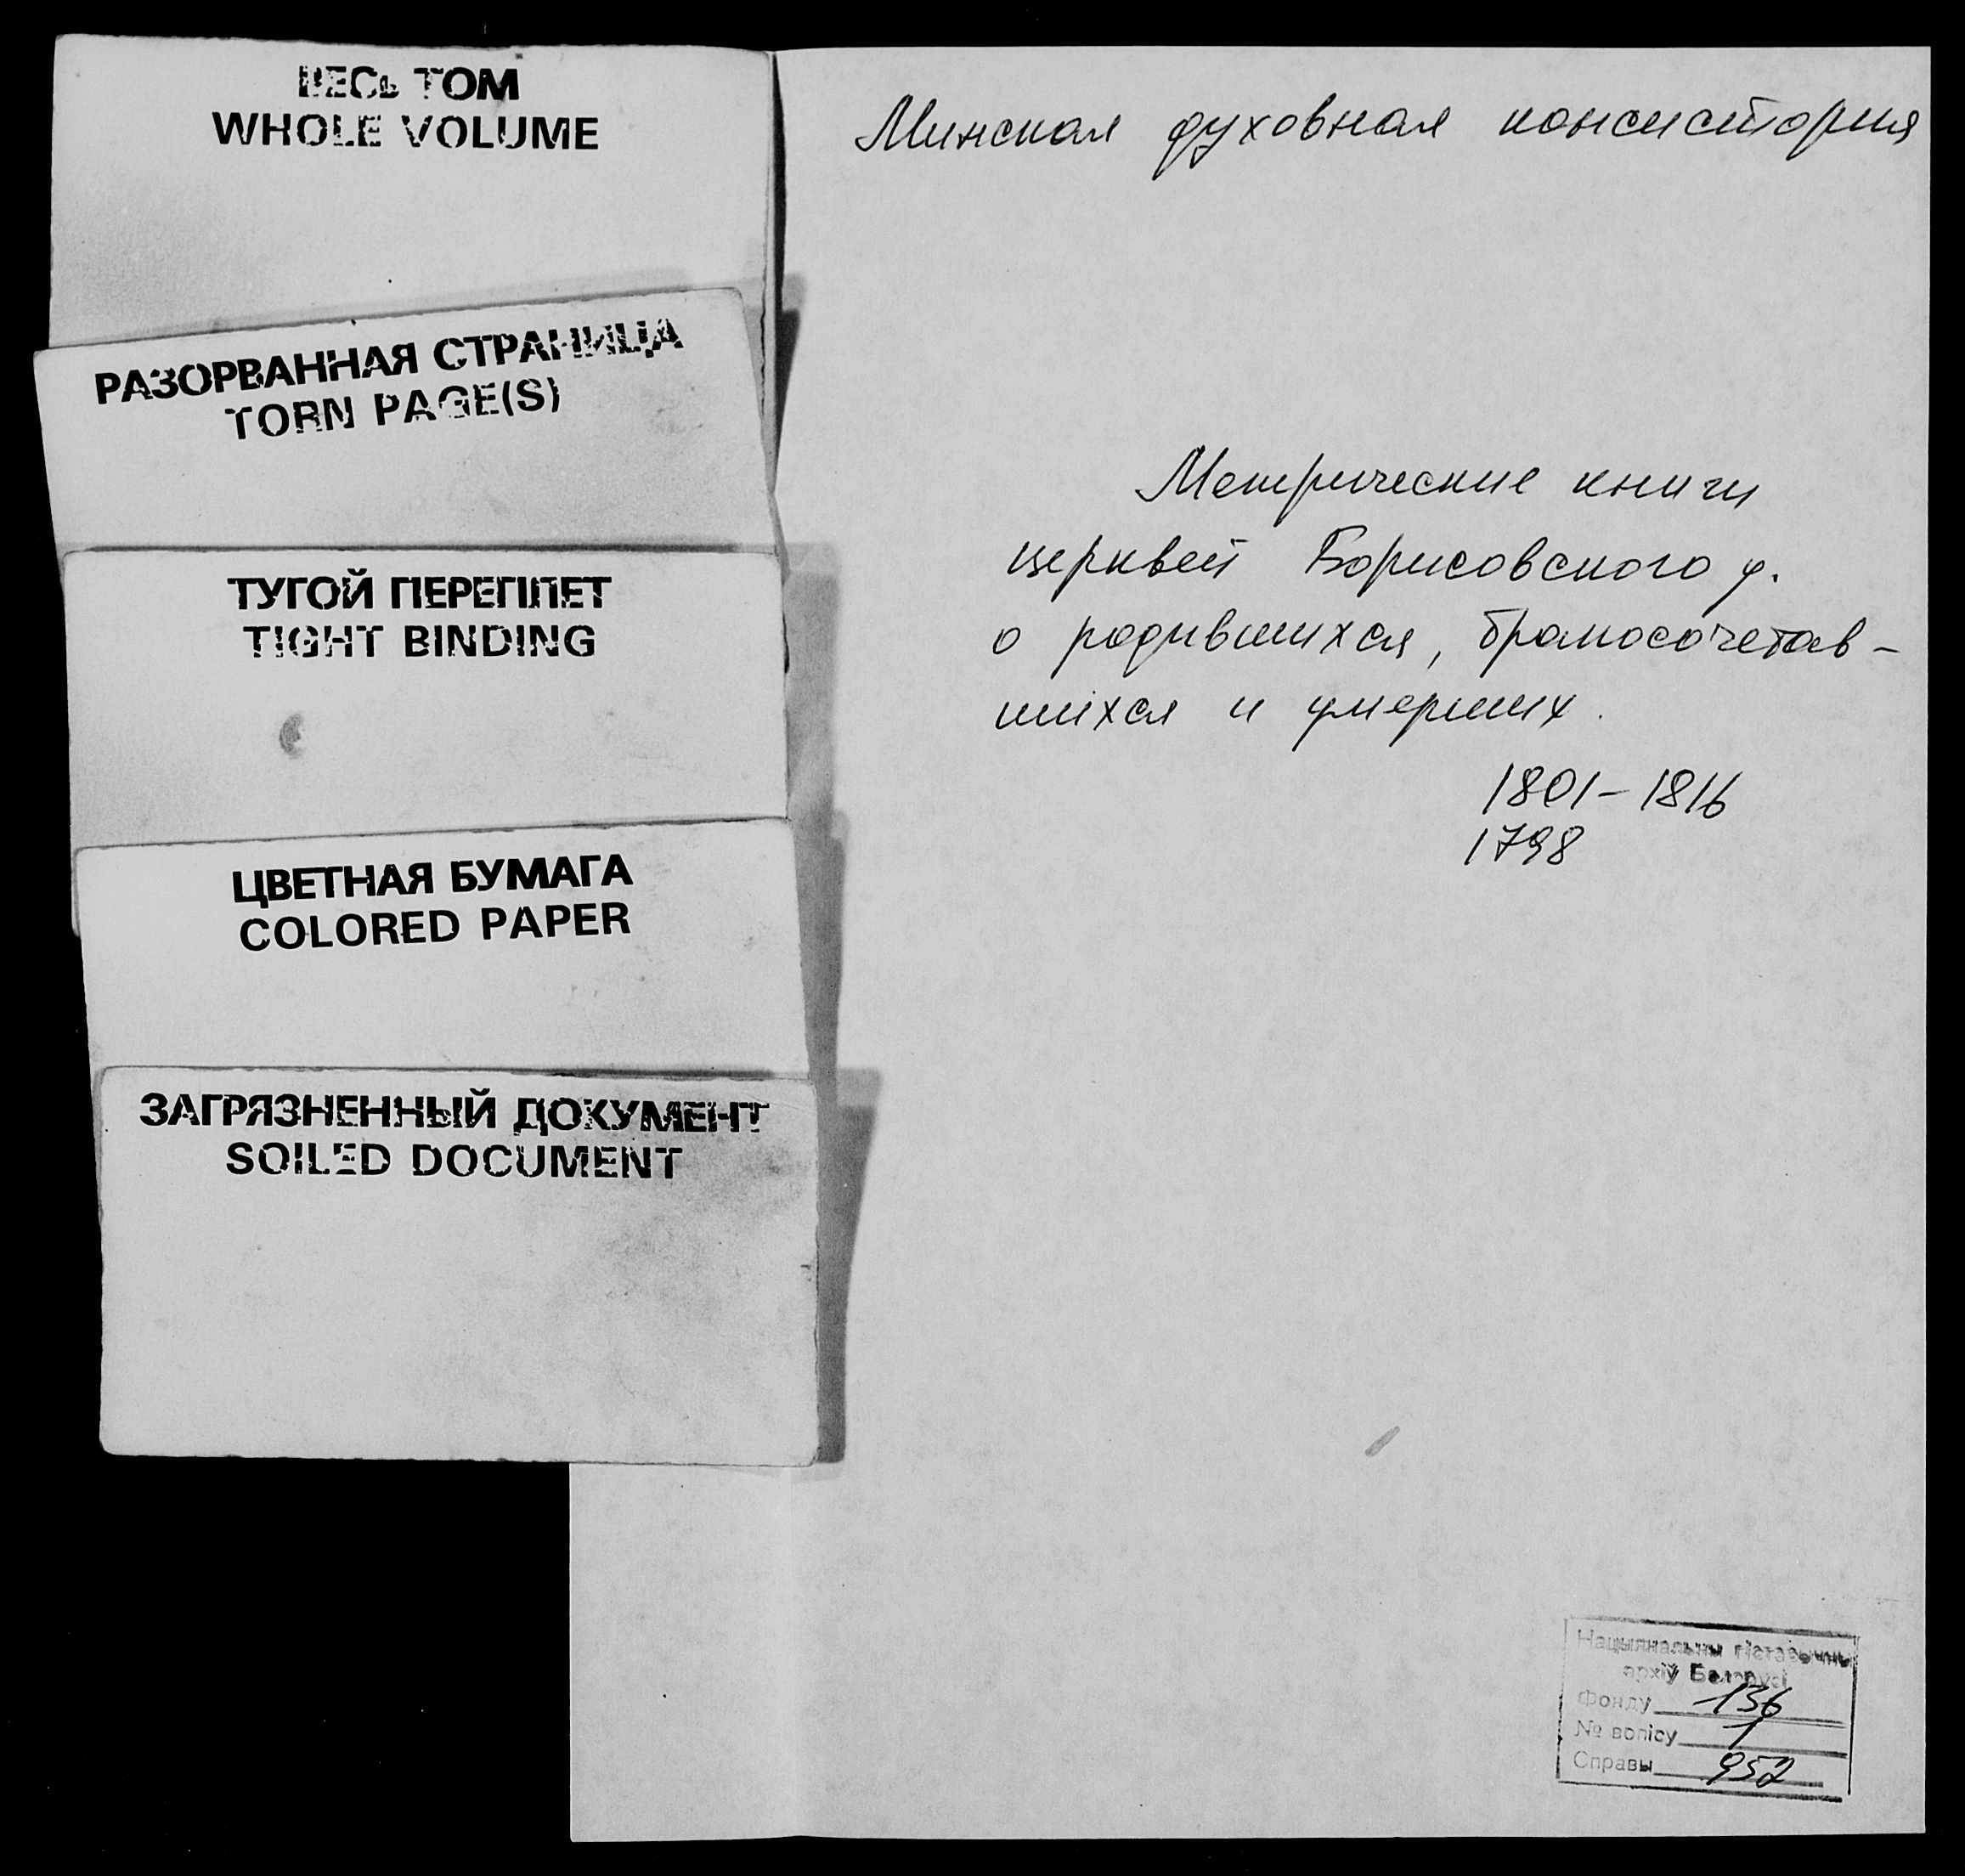 ВЕСЬ ТОМ
WHOLE VOLUME
РАЗОРВАННАЯ СТРАНИЦА
TORN PAGE(S)
ТУГОЙ ПЕРЕПЛЕТ
TIGHT BINDING
ЦВЕТНАЯ БУМАГА
COLORED PAPER
ЗАГРЯЗНЕННЫЙ ДОКУМЕНТ
SOILED DOCUMENT
Минская духовная консистория
Метрические книги
церквей Борисовского у.
о родившихся, бракосочетав-
шихся и умерших.
1801-1816
1798
Нацыянальны гістарычны
архіў Беларусі
Фонду 136
№ вопісу 1
Справы 952